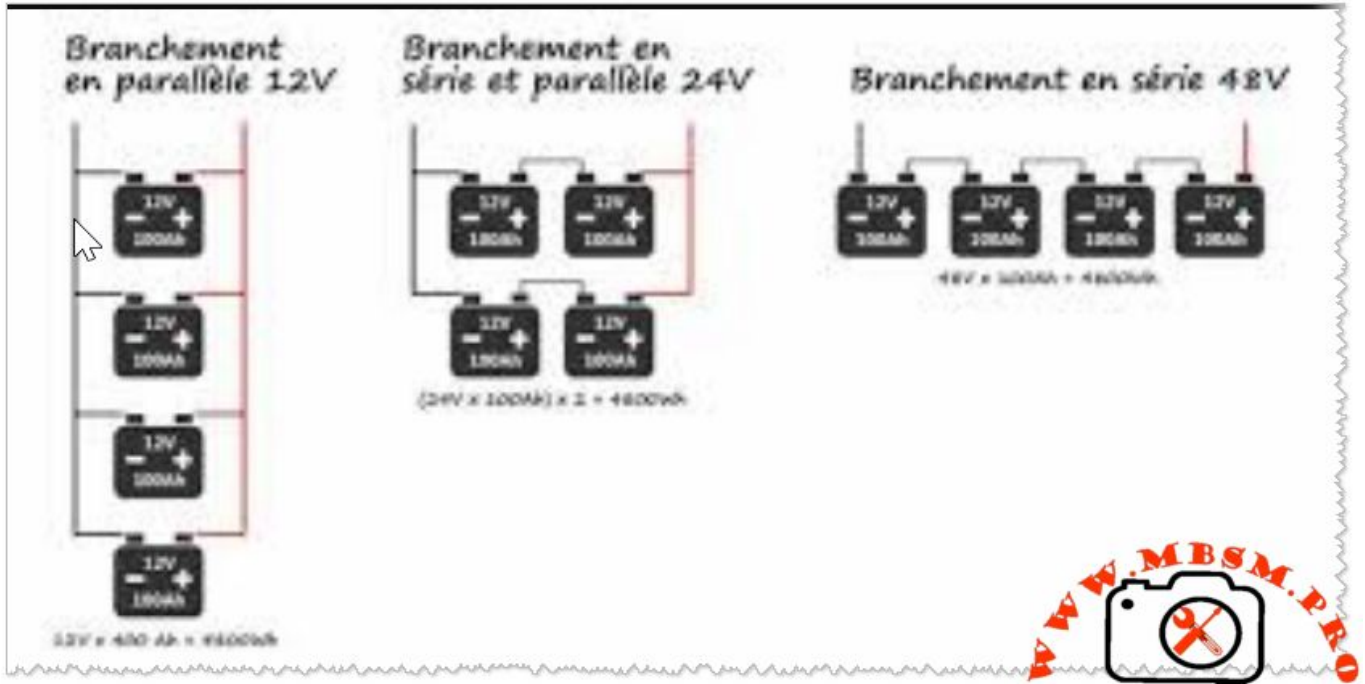 Branchement
en parallèle 12V
12V
100Ah
12V
100Ah
12V
100Ah
12V
100Ah
12V x 400 Ah = 4800Wh
Branchement en
série et parallèle 24V
12V
100Ah
12V
100Ah
12V
100Ah
12V
100Ah
(24V x 100Ah) x 2 = 4800Wh
Branchement en série 48V
12V
100Ah
12V
100Ah
12V
100Ah
12V
100Ah
48V x 100Ah = 4800Wh
WWW.MBSM.PRO